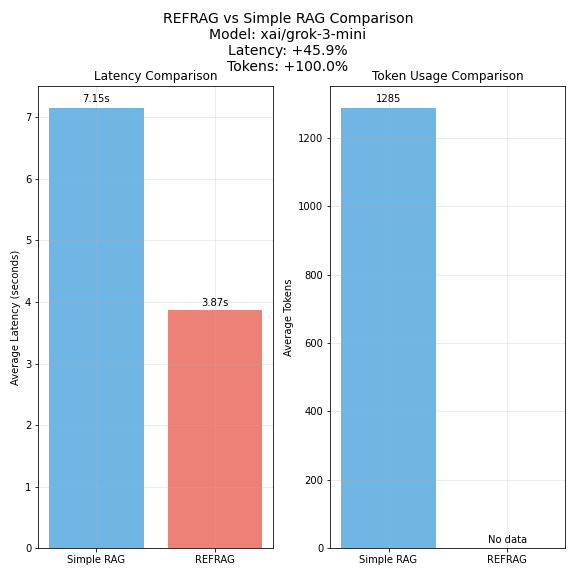 REFRAG vs Simple RAG Comparison
Model: xai/grok-3-mini
Latency: +45.9%
Tokens: +100.0%
Latency Comparison
7.15s
3.87s
Average Latency (seconds)
7
6
5
4
3
2
1
0
Simple RAG
REFRAG
Token Usage Comparison
1285
No data
Average Tokens
1200
1000
800
600
400
200
0
Simple RAG
REFRAG